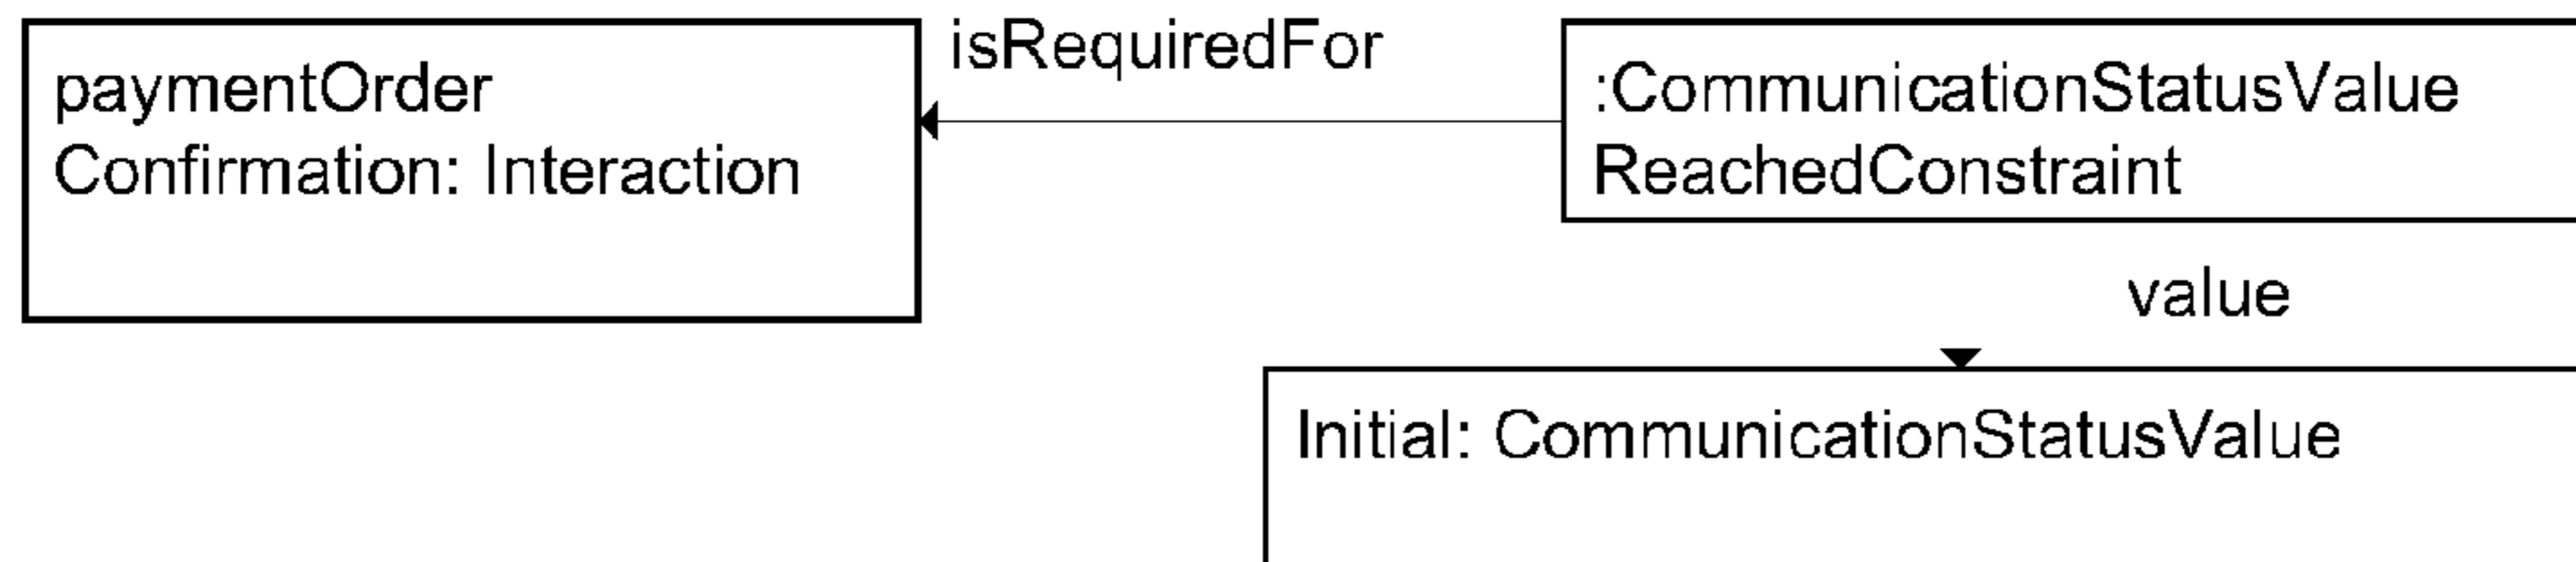 paymentOrder
Confirmation: Interaction
isRequiredFor
:CommunicationStatusValue
ReachedConstraint
value
Initial: CommunicationStatusValue